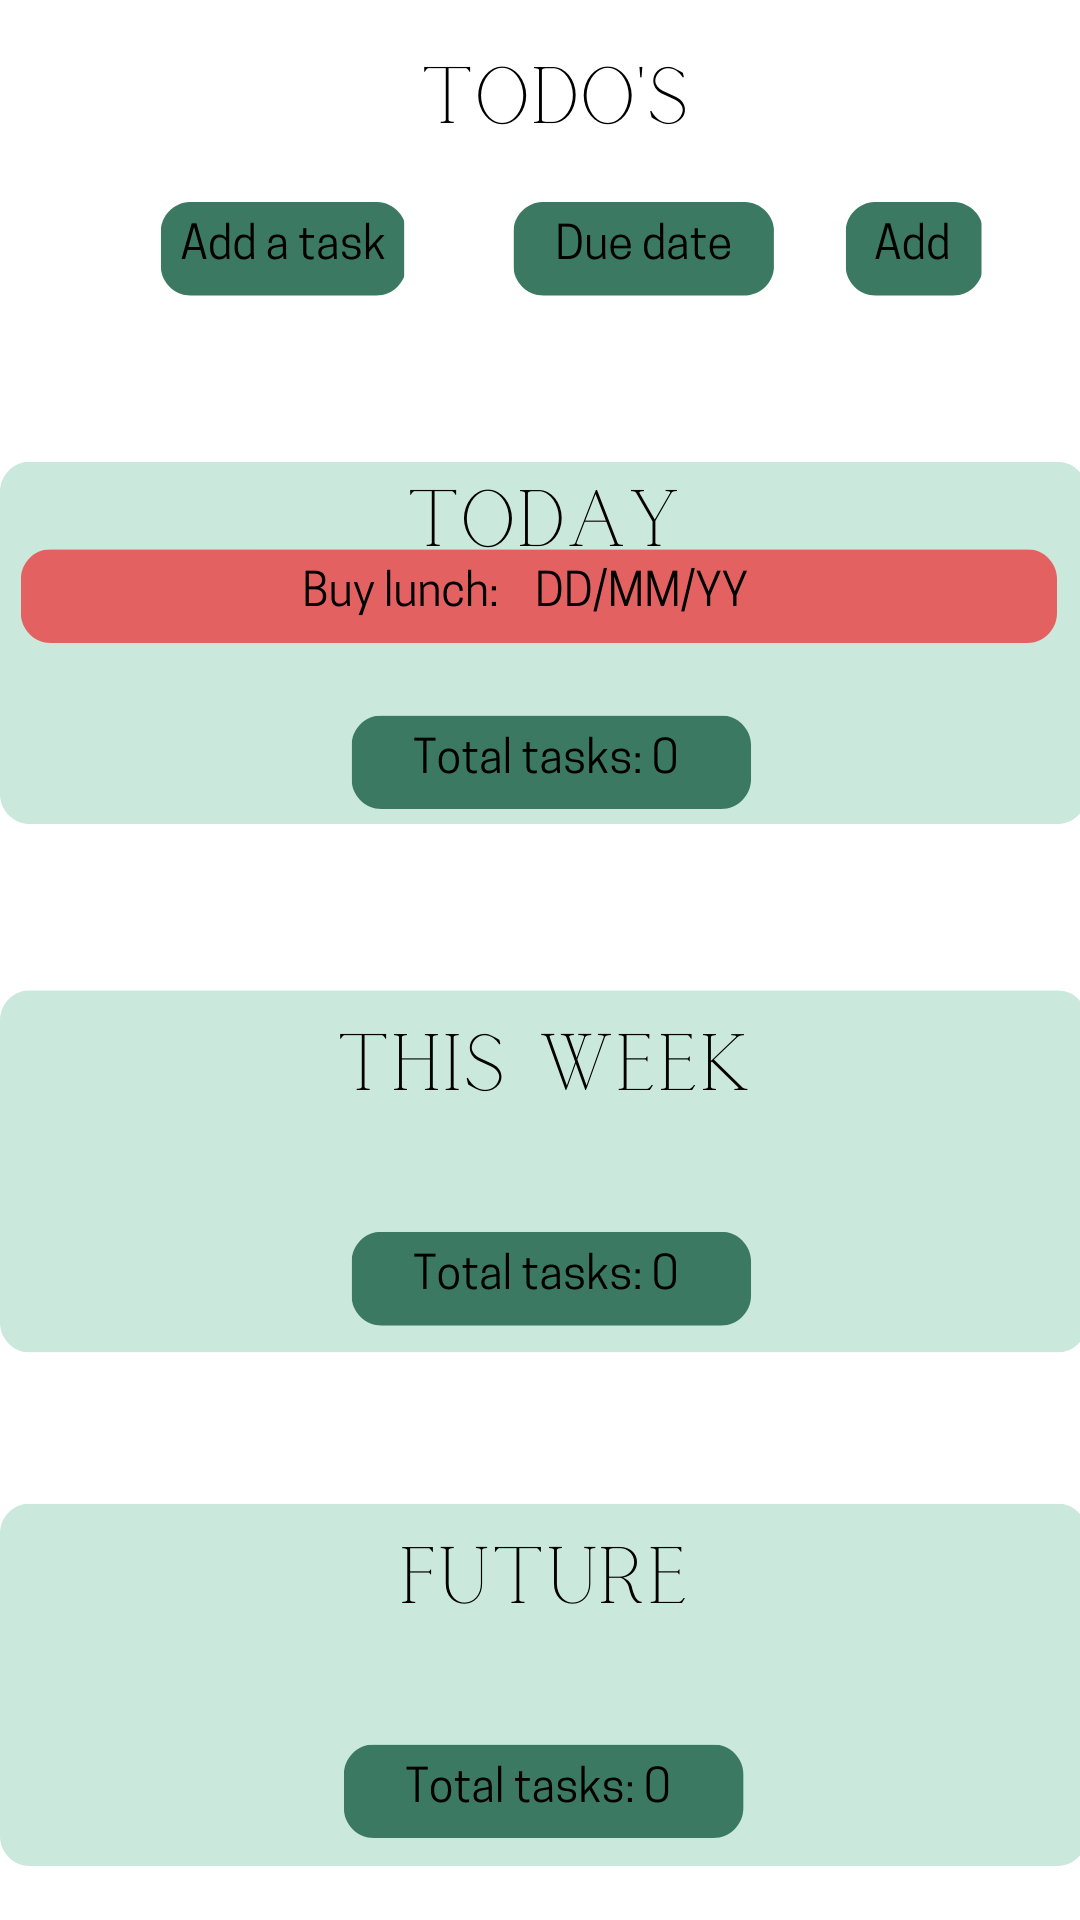 TODO'S
Add a task Due date Add
TODAY
Buy lunch: DD/MM/YY
Total tasks: 0
THIS WEEK
Total tasks: 0
FUTURE
Total tasks: 0